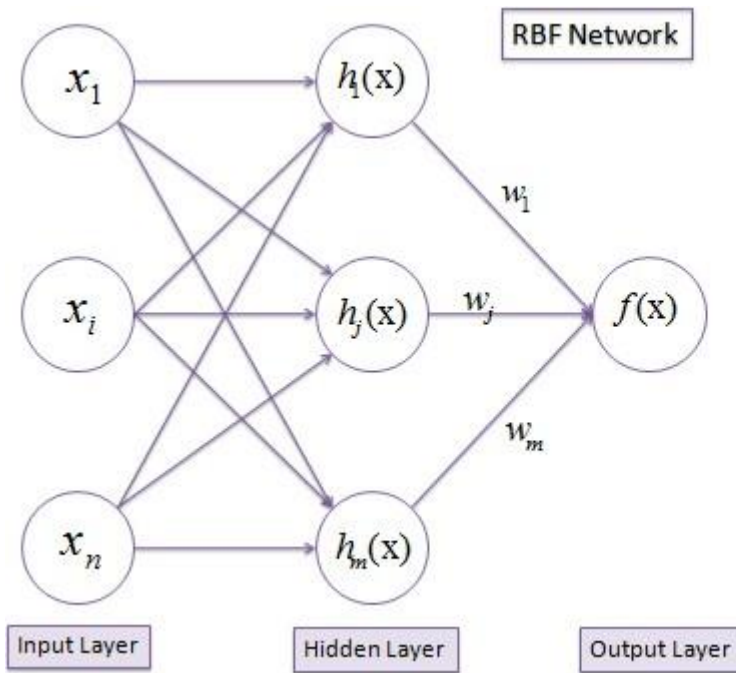 RBF Network
x₁
h₁(x)
w₁
xᵢ
hⱼ(x)
wⱼ
f(x)
wₘ
xₙ
hₘ(x)
Input Layer
Hidden Layer
Output Layer